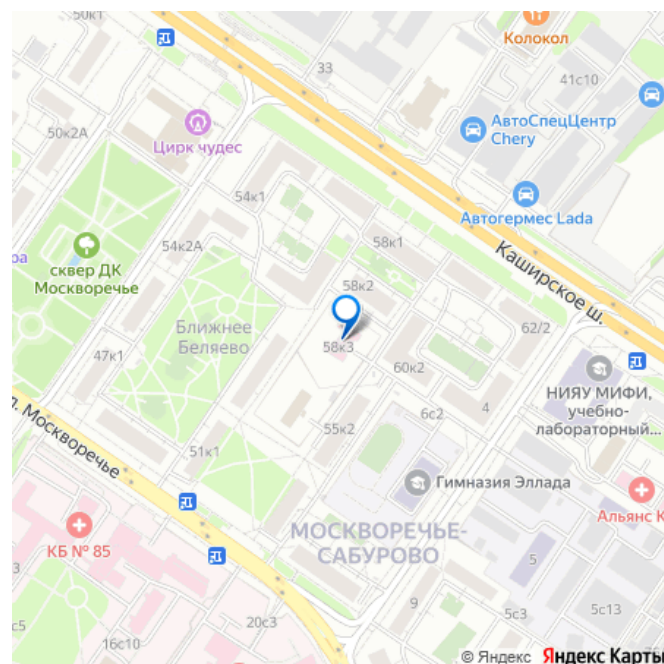 50к1
Колокол
33
41с10
50к2А
АвтоСпецЦентр
Chery
Цирк чудес
54к1
Автогермес Lada
54к2А
58к1
сквер ДК
Москворечье
Каширское ш.
58к2
Ближнее
Беляево
62/2
47к1
58к3
60к2
НИЯУ МИФИ,
учебно-
лабораторный...
4
6с2
л. Москворечье
55к2
51к1
Гимназия Эллада
Альянс К
КБ № 85
МОСКВОРЕЧЬЕ-
САБУРОВО
5
9
20с3
5с3
5с13
16с10
© Яндекс Яндекс Карты